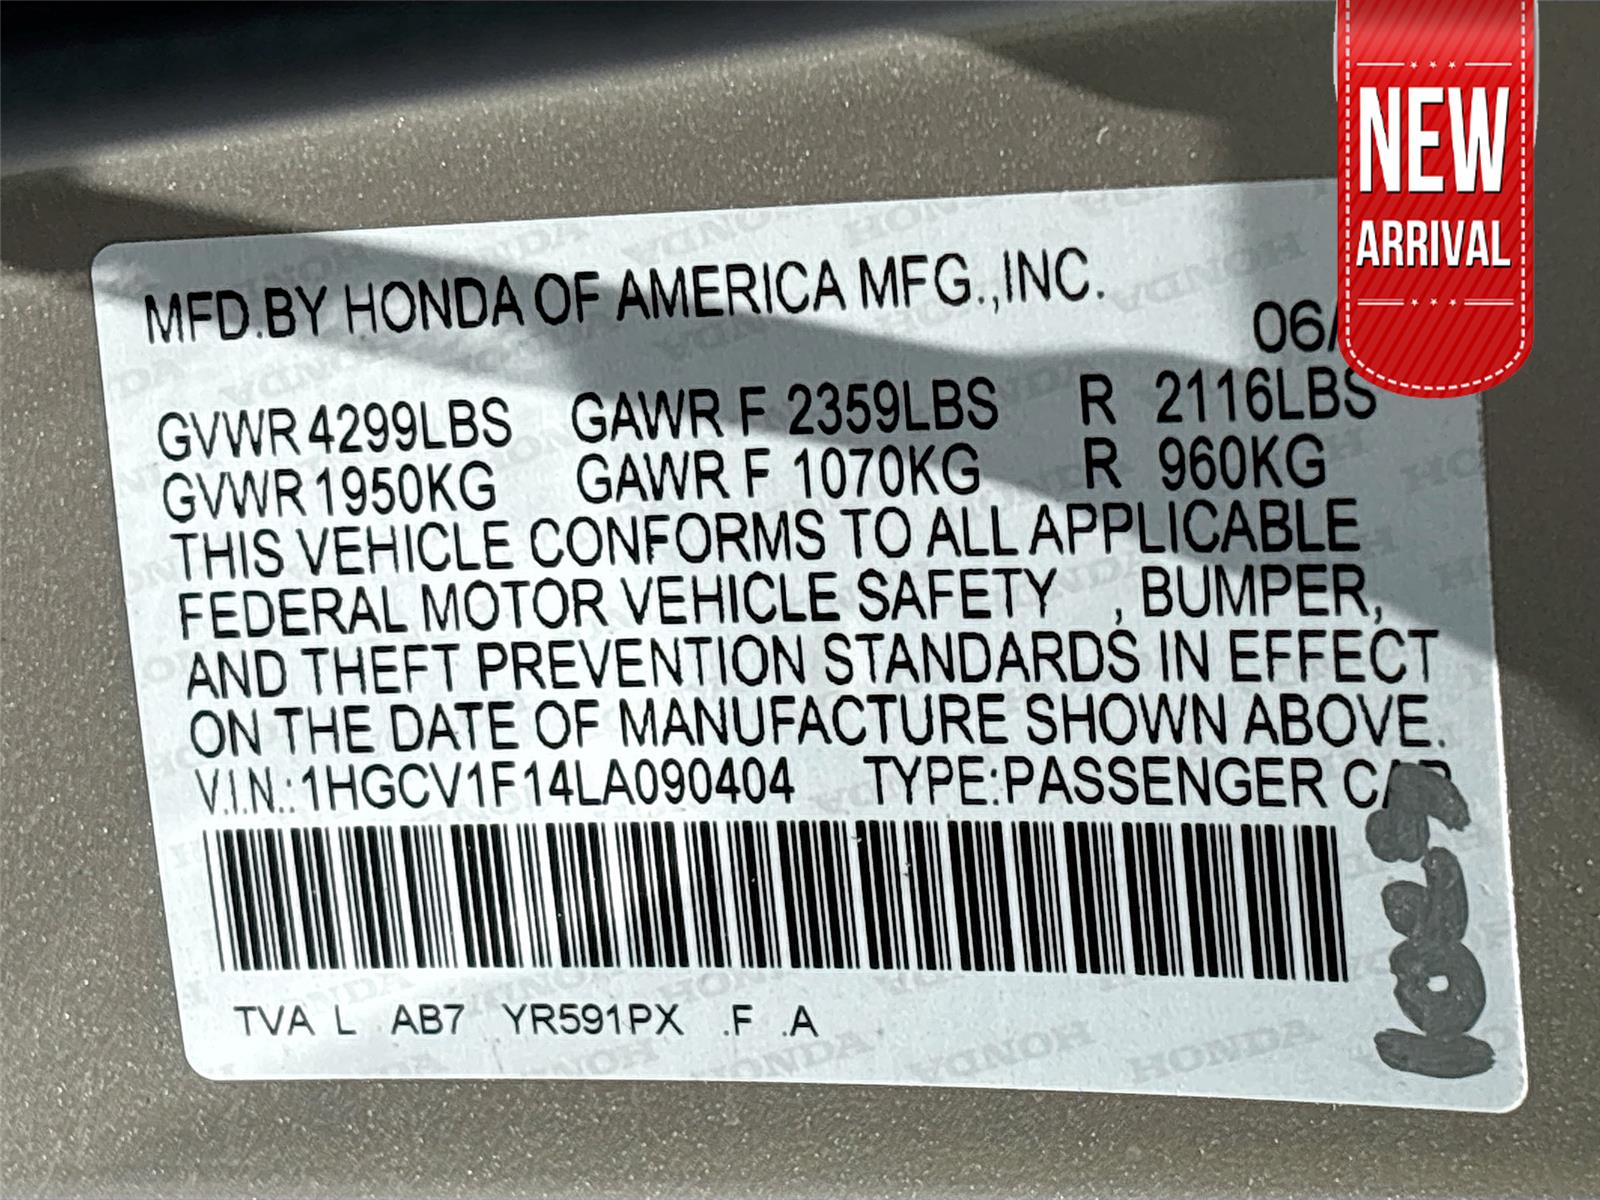 NEW
ARRIVAL
MFD.BY HONDA OF AMERICA MFG.,INC.
06/
GVWR 4299LBS GAWR F 2359LBS R 2116LBS
GVWR 1950KG GAWR F 1070KG R 960KG
THIS VEHICLE CONFORMS TO ALL APPLICABLE
FEDERAL MOTOR VEHICLE SAFETY , BUMPER,
AND THEFT PREVENTION STANDARDS IN EFFECT
ON THE DATE OF MANUFACTURE SHOWN ABOVE.
V.I.N.: 1HGCV1F14LA090404 TYPE:PASSENGER CAR
TVA L AB7 YR591PX .F .A